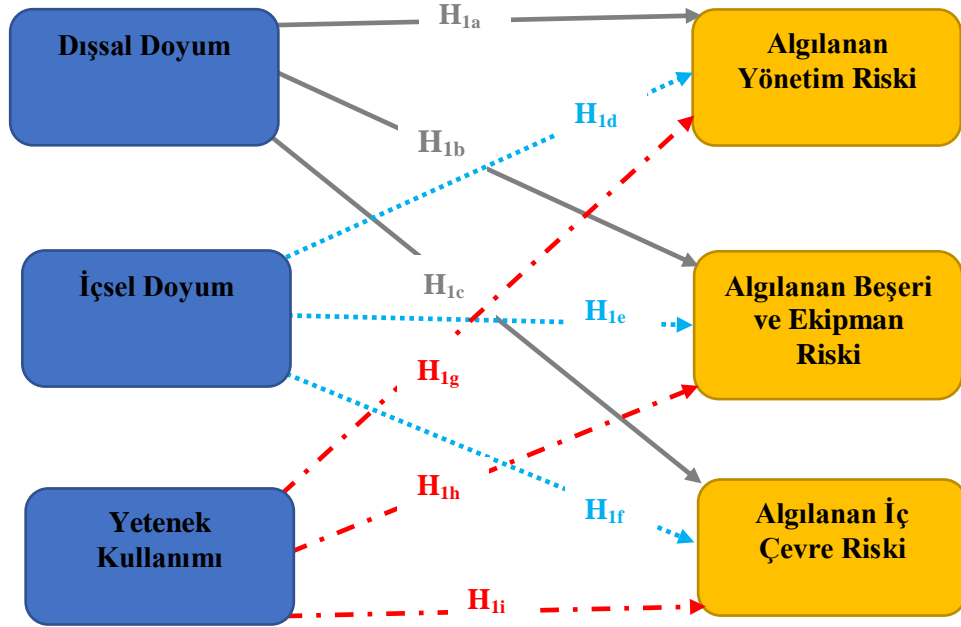 Dışsal Doyum
H1a
Algılanan
Yönetim Riski
H1d
H1b
İçsel Doyum
H1c
H1e
Algılanan Beşeri
ve Ekipman
Riski
H1g
H1h
H1f
Yetenek
Kullanımı
Algılanan İç
Çevre Riski
H1i